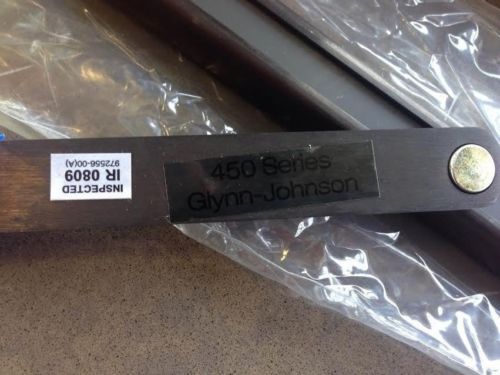 INSPECTED
IR 0809
972556-00(A)
450 Series
Glynn-Johnson